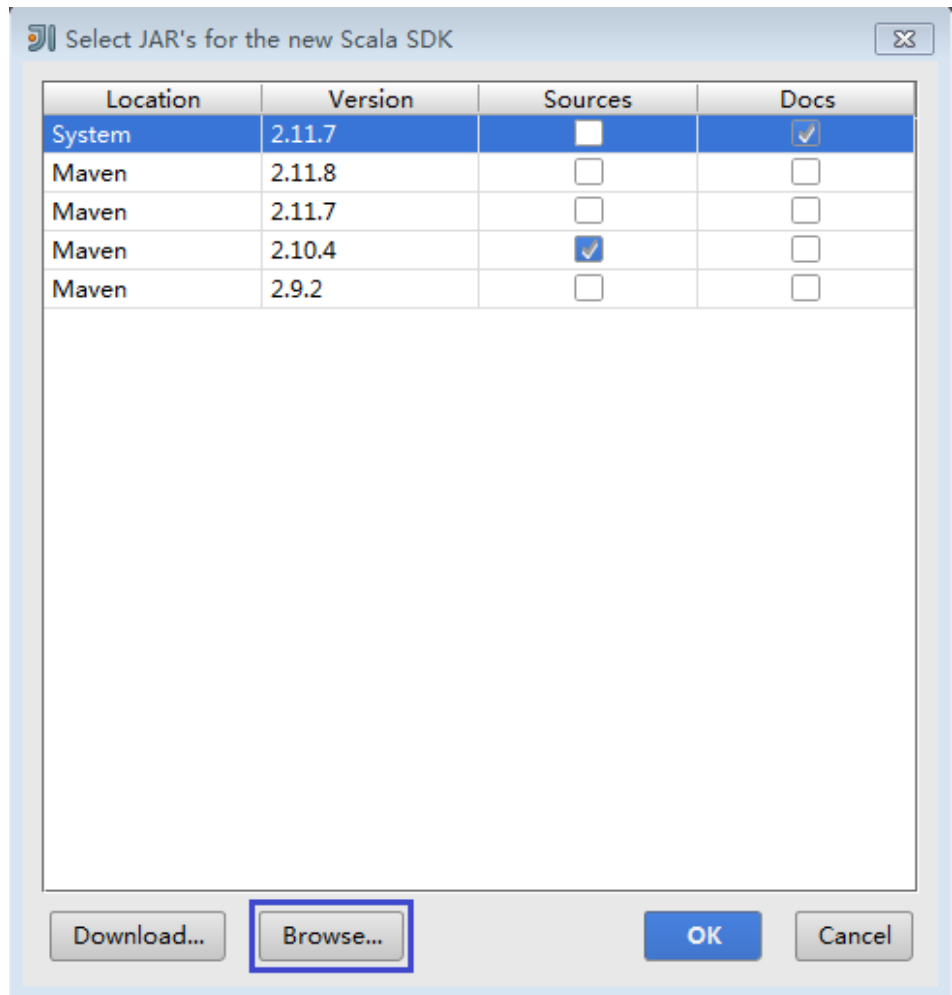 Select JAR's for the new Scala SDK
Location Version Sources Docs
System 2.11.7
Maven 2.11.8
Maven 2.11.7
Maven 2.10.4
Maven 2.9.2
Download... Browse... OK Cancel